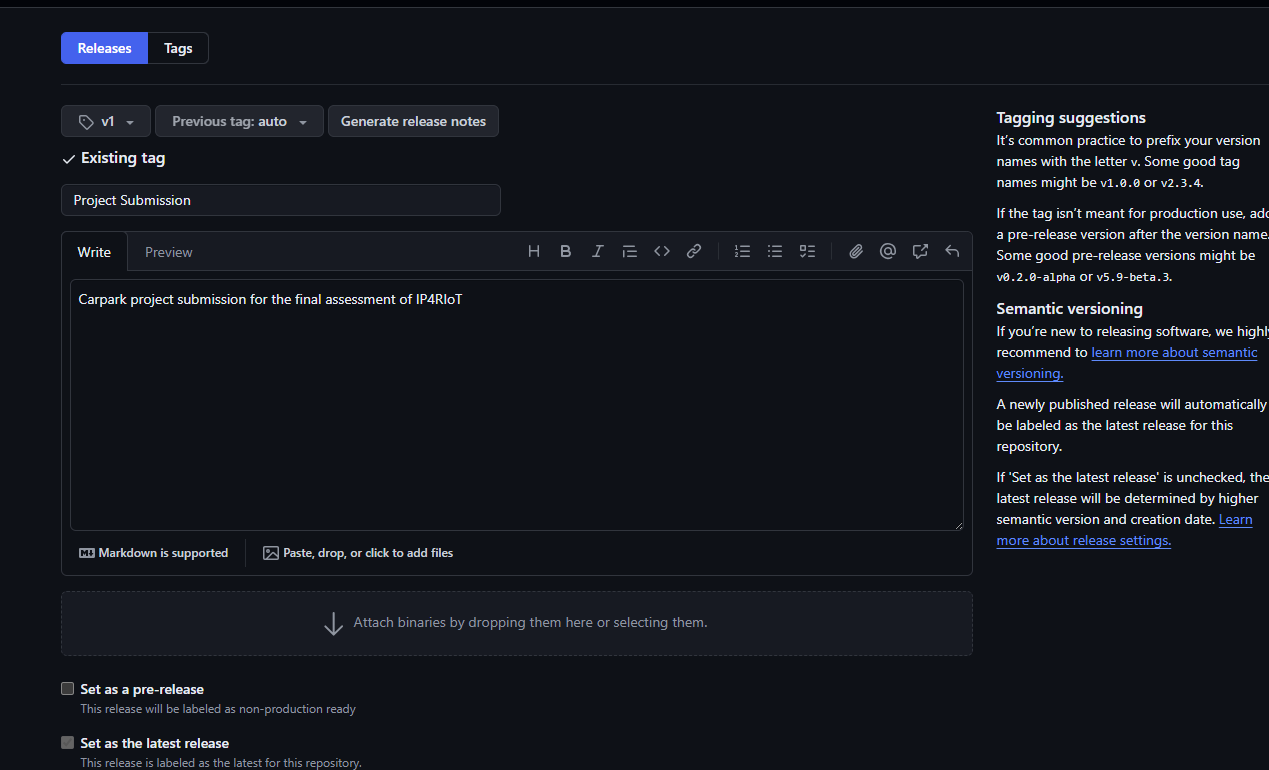 Releases Tags
v1 Previous tag: auto Generate release notes
Existing tag
Project Submission
Write Preview
Carpark project submission for the final assessment of IP4RIoT
Markdown is supported Paste, drop, or click to add files
Attach binaries by dropping them here or selecting them.
Set as a pre-release
This release will be labeled as non-production ready
Set as the latest release
This release is labeled as the latest for this repository.
Tagging suggestions
It’s common practice to prefix your version
names with the letter v. Some good tag
names might be v1.0.0 or v2.3.4.
If the tag isn’t meant for production use,
a pre-release version after the version name.
Some good pre-release versions might be
v0.2.0-alpha or v5.9-beta.3.
Semantic versioning
If you’re new to releasing software, we highly
recommend to learn more about semantic
versioning.
A newly published release will automatically
be labeled as the latest release for this
repository.
If 'Set as the latest release' is unchecked, the
latest release will be determined by higher
semantic version and creation date. Learn
more about release settings.